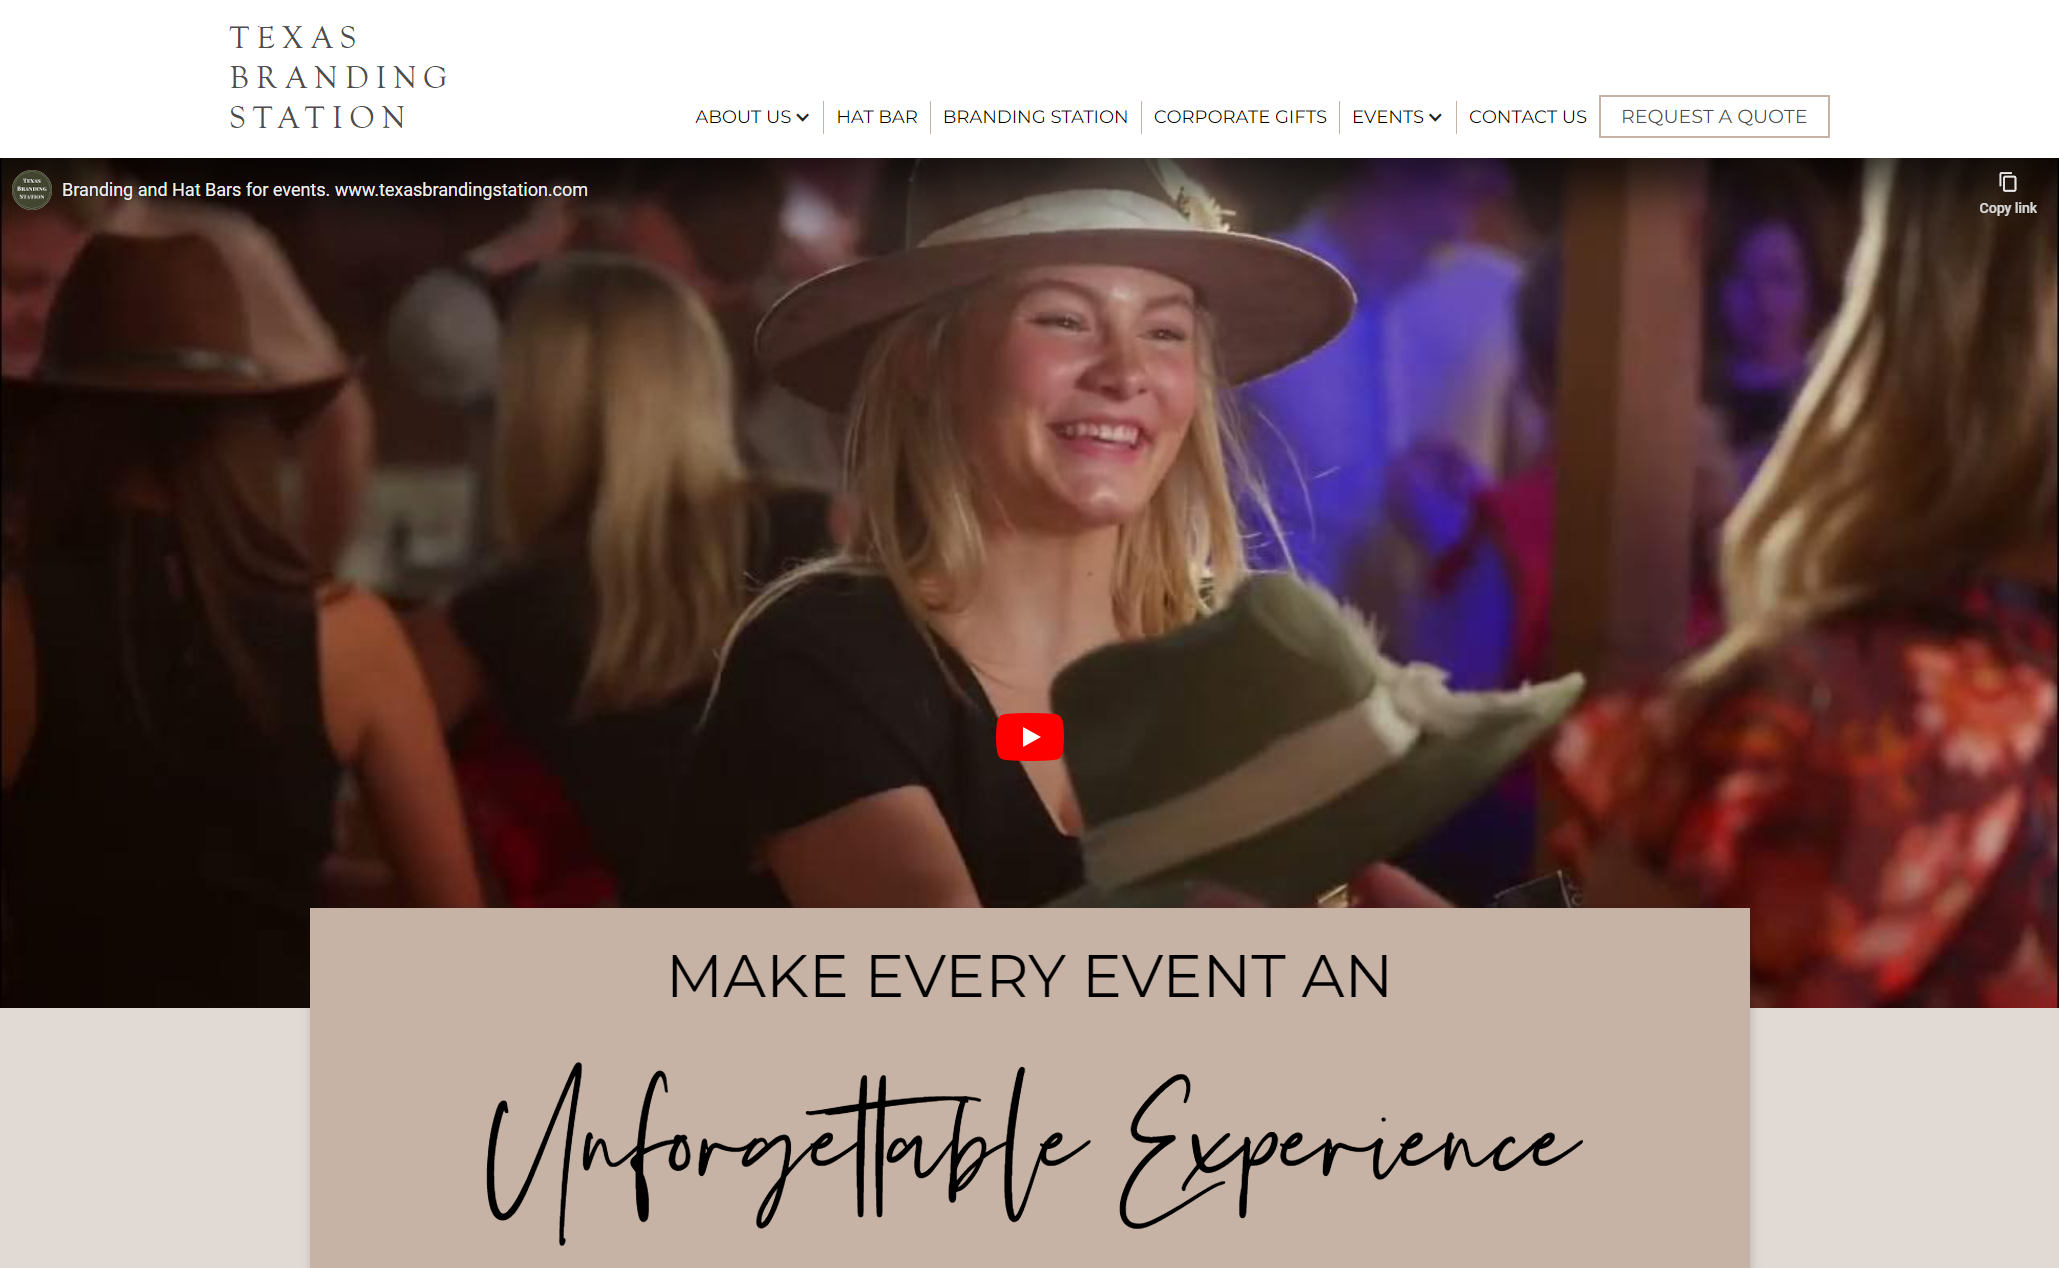 TEXAS
BRANDING
STATION
ABOUT US
HAT BAR
BRANDING STATION
CORPORATE GIFTS
EVENTS
CONTACT US
REQUEST A QUOTE
TEXAS
BRANDING
STATION
Branding and Hat Bars for events. www.texasbrandingstation.com
Copy link
MAKE EVERY EVENT AN
Unforgettable Experience